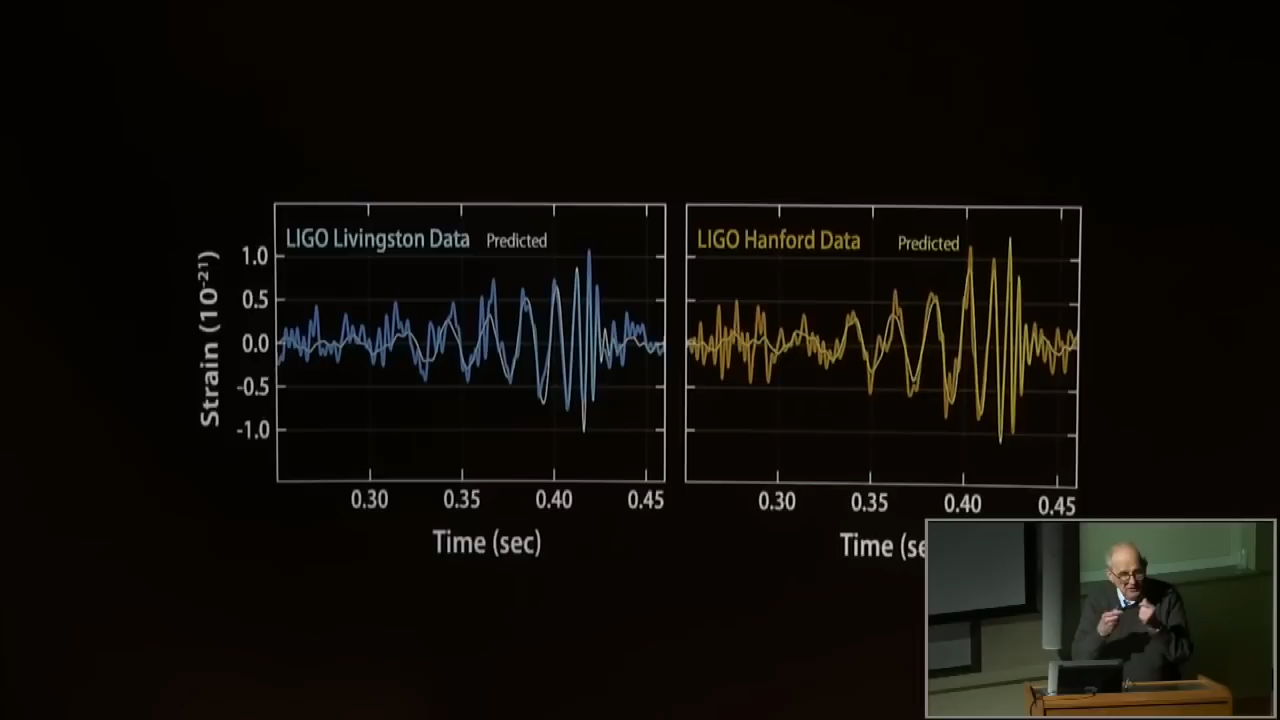 LIGO Livingston Data Predicted
LIGO Hanford Data Predicted
Strain (10⁻²¹)
1.0
0.5
0.0
-0.5
-1.0
0.30 0.35 0.40 0.45
0.30 0.35 0.40 0.45
Time (sec)
Time (se